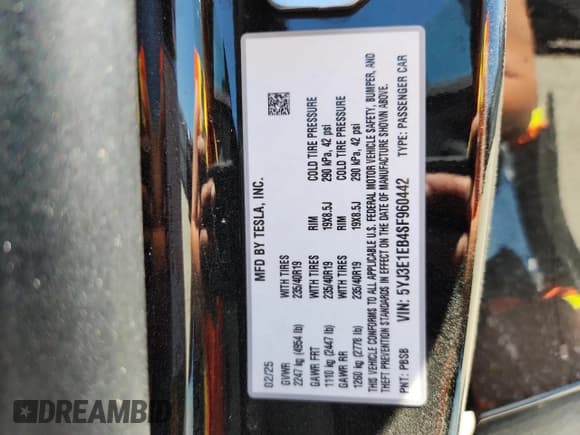 MFD BY TESLA, INC.
02/25
GVWR WITH TIRES RIM COLD TIRE PRESSURE
2247 kg (4954 lb) 235/40R19 19X8.5J 290 kPa, 42 psi
GAWR FRT WITH TIRES RIM COLD TIRE PRESSURE
1110 kg (2447 lb) 235/40R19 19X8.5J 290 kPa, 42 psi
GAWR RR
1260 kg (2778 lb) 235/40R19
THIS VEHICLE CONFORMS TO ALL APPLICABLE U.S. FEDERAL MOTOR VEHICLE SAFETY, BUMPER, AND
THEFT PREVENTION STANDARDS IN EFFECT ON THE DATE OF MANUFACTURE SHOWN ABOVE.
PNT: PBSB VIN: 5YJ3E1EB4SF960442 TYPE: PASSENGER CAR
DREAMBID